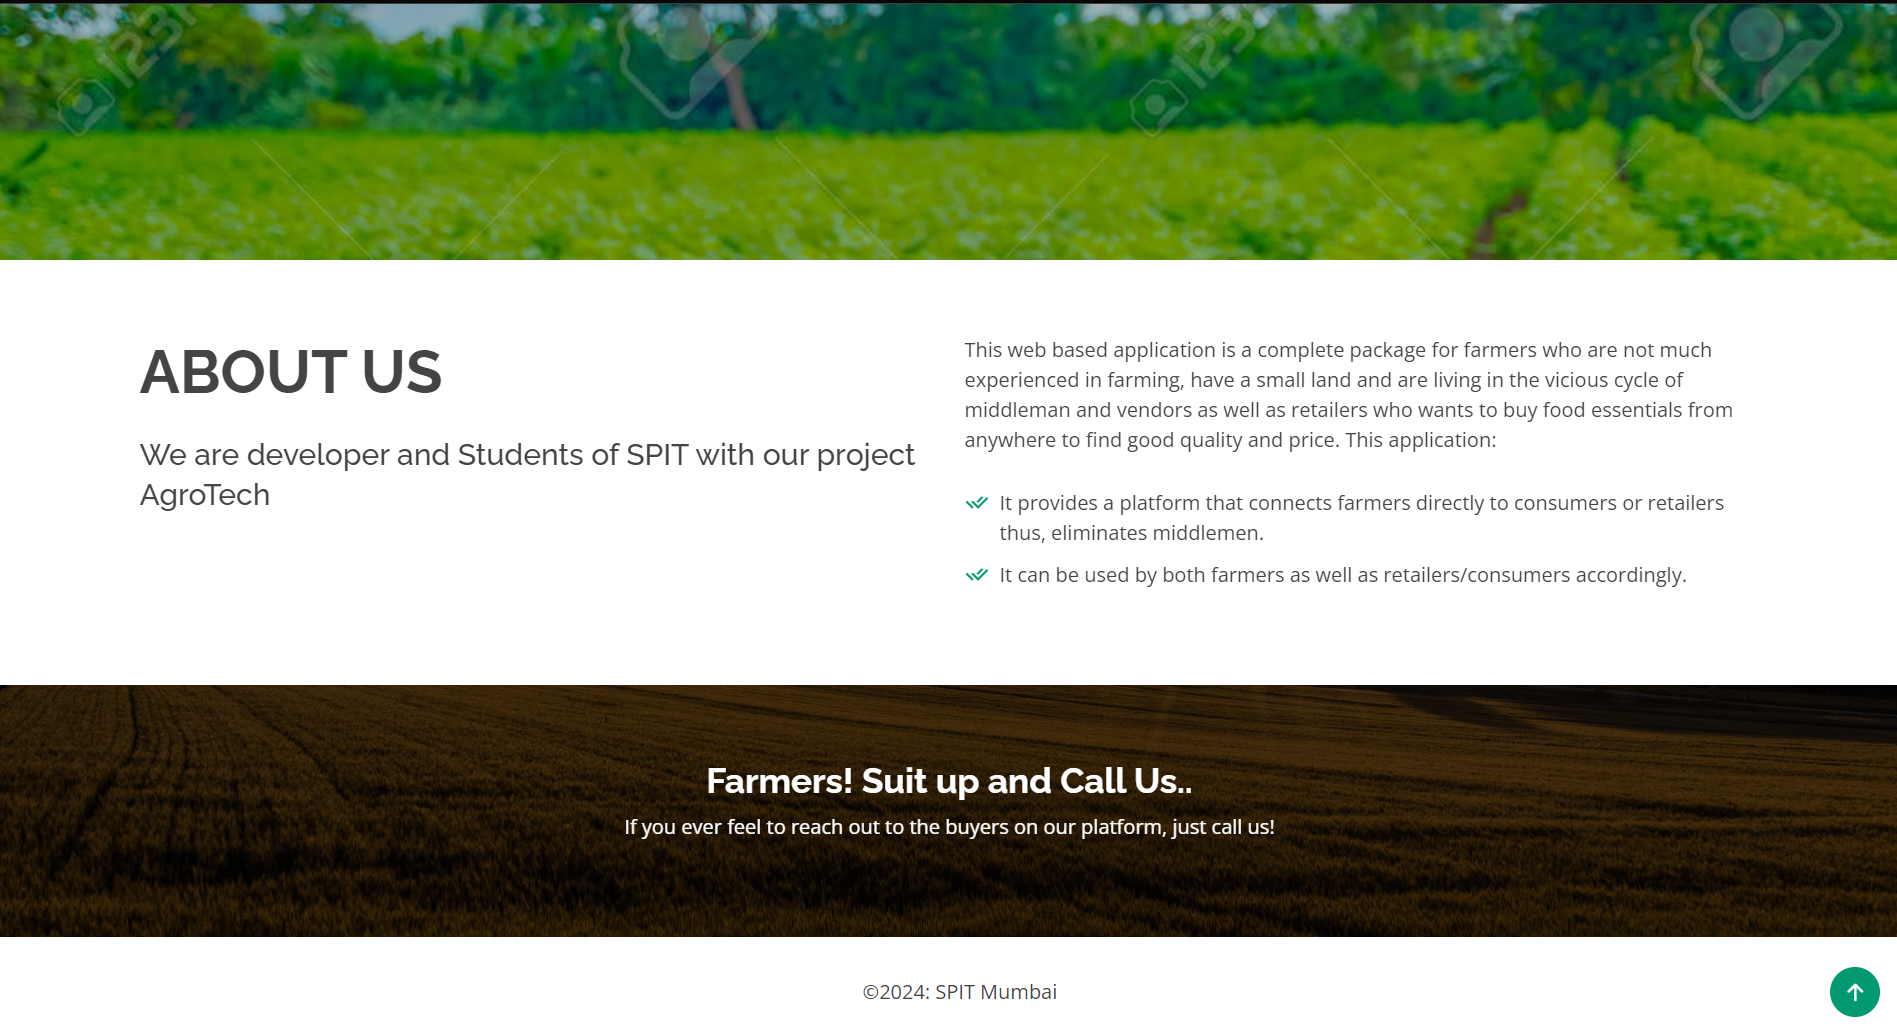 ABOUT US
We are developer and Students of SPIT with our project
AgroTech
This web based application is a complete package for farmers who are not much
experienced in farming, have a small land and are living in the vicious cycle of
middleman and vendors as well as retailers who wants to buy food essentials from
anywhere to find good quality and price. This application:
It provides a platform that connects farmers directly to consumers or retailers
thus, eliminates middlemen.
It can be used by both farmers as well as retailers/consumers accordingly.
Farmers! Suit up and Call Us..
If you ever feel to reach out to the buyers on our platform, just call us!
©2024: SPIT Mumbai